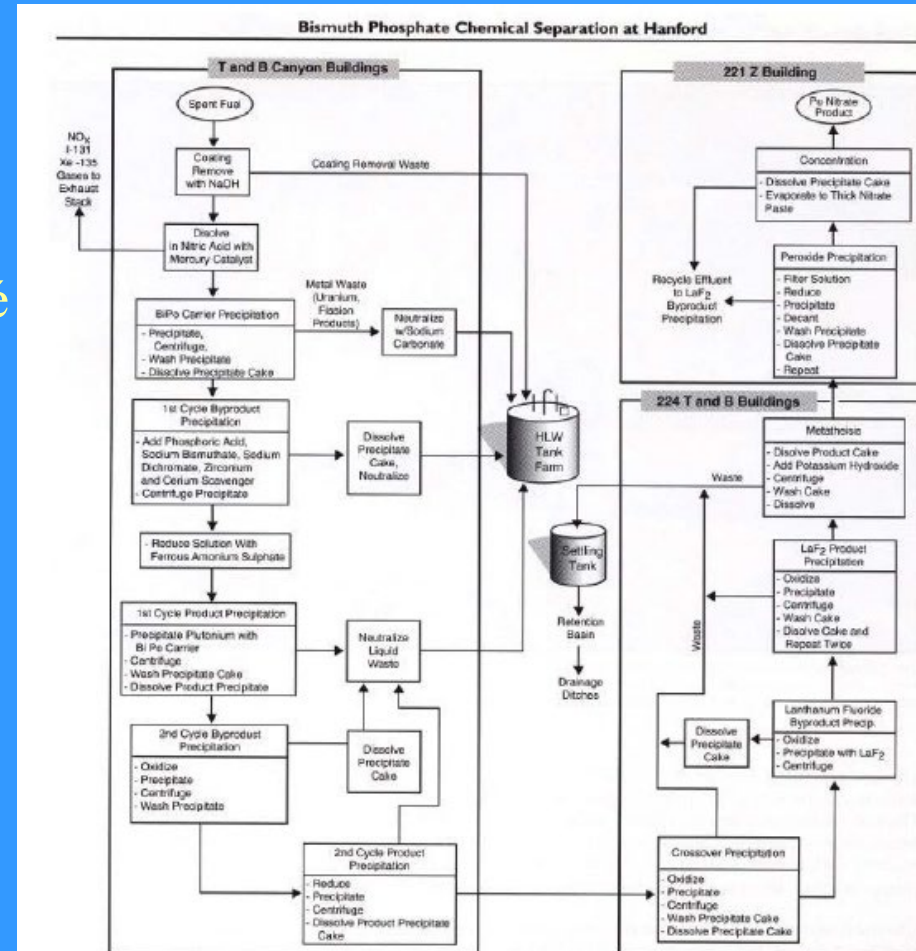 é
Bismuth Phosphate Chemical Separation at Hanford
T and B Canyon Buildings
Spent Fuel
NOX
I-131
Xe -135
Gases to
Exhaust
Stack
Coating
Remove
with NaOH
Coating Removal Waste
Disolve
in Nitric Acid with
Mercury Catalyst
BiPo Carrier Precipitation
- Precipitate,
Centrifuge,
- Wash Precipitate
- Dissolve Precipitate Cake
Metal Waste
(Uranium,
Fission
Products)
Neutralize
w/Sodium
Carbonate
1st Cycle Byproduct
Precipitation
- Add Phosphoric Acid,
Sodium Bismuthate, Sodium
Dichromate, Zirconium
and Cerium Scavenger
- Centrifuge Precipitate
Dissolve
Precipitate
Cake,
Neutralize
HLW
Tank
Farm
- Reduce Solution With
Ferrous Amonium Sulphate
1st Cycle Product Precipitation
- Precipitate Plutonium with
Bi Po Carrier
- Centrifuge
- Wash Precipitate Cake
- Dissolve Product Precipitate
Neutralize
Liquid
Waste
2nd Cycle Byproduct
Precipitation
- Oxidize
- Precipitate
- Centrifuge
- Wash Precipitate
Dissolve
Precipitate
Cake
2nd Cycle Product
Precipitation
- Reduce
- Precipitate
- Centrifuge
- Dissolve Product Precipitate
Cake
Settling
Tank
Retention
Basin
Drainage
Ditches
221 Z Building
Pu Nitrate
Product
Concentration
- Dissolve Precipitate Cake
- Evaporate to Thick Nitrate
Paste
Recycle Effluent
to LaF2
Byproduct
Precipitation
Peroxide Precipitation
- Filter Solution
- Reduce
- Precipitate
- Decant
- Wash Precipitate
- Dissolve Precipitate
Cake
- Repeat
224 T and B Buildings
Metathesis
- Disolve Product Cake
- Add Potassium Hydroxide
- Centrifuge
- Wash Cake
- Dissolve
Waste
LaF2 Product
Precipitation
- Oxidize
- Precipitate
- Centrifuge
- Wash Cake
- Disolve Cake and
Repeat Twice
Waste
Lanthanum Fluoride
Byproduct Precip.
- Oxidize
- Precipitate with LaF2
- Centrifuge
Dissolve
Precipitate
Cake
Crossover Precipitation
- Oxidize
- Precipitate
- Centrifuge
- Wash Precipitate Cake
- Dissolve Precipitate Cake